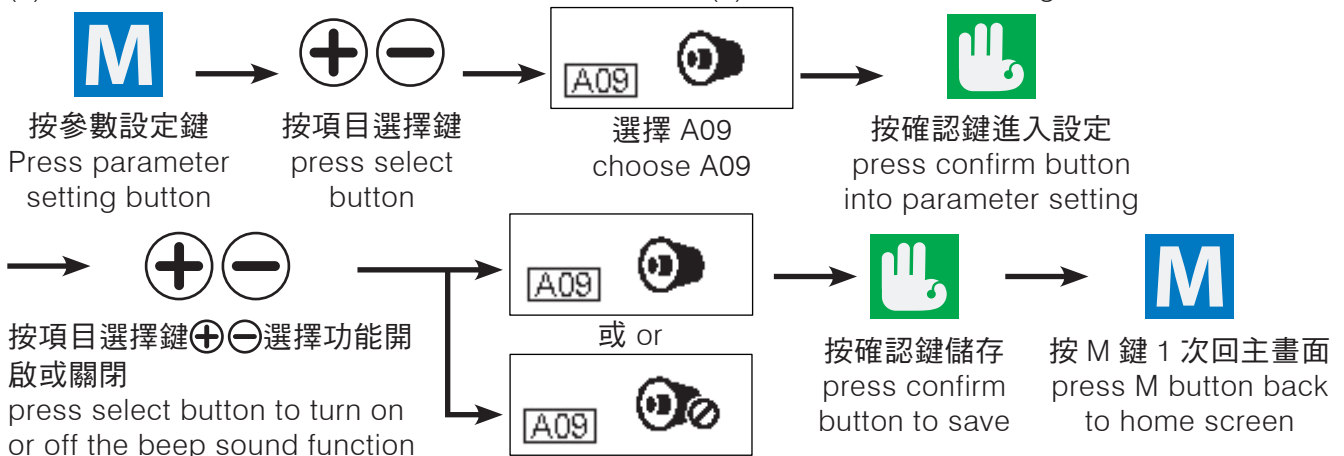 M
A09
按參數設定鍵
Press parameter
setting button
按項目選擇鍵
press select
button
選擇 A09
choose A09
按確認鍵進入設定
press confirm button
into parameter setting
按項目選擇鍵⊕⊖選擇功能開
啟或關閉
press select button to turn on
or off the beep sound function
A09
或 or
A09
按確認鍵儲存
press confirm
button to save
M
按 M 鍵 1 次回主畫面
press M button back
to home screen